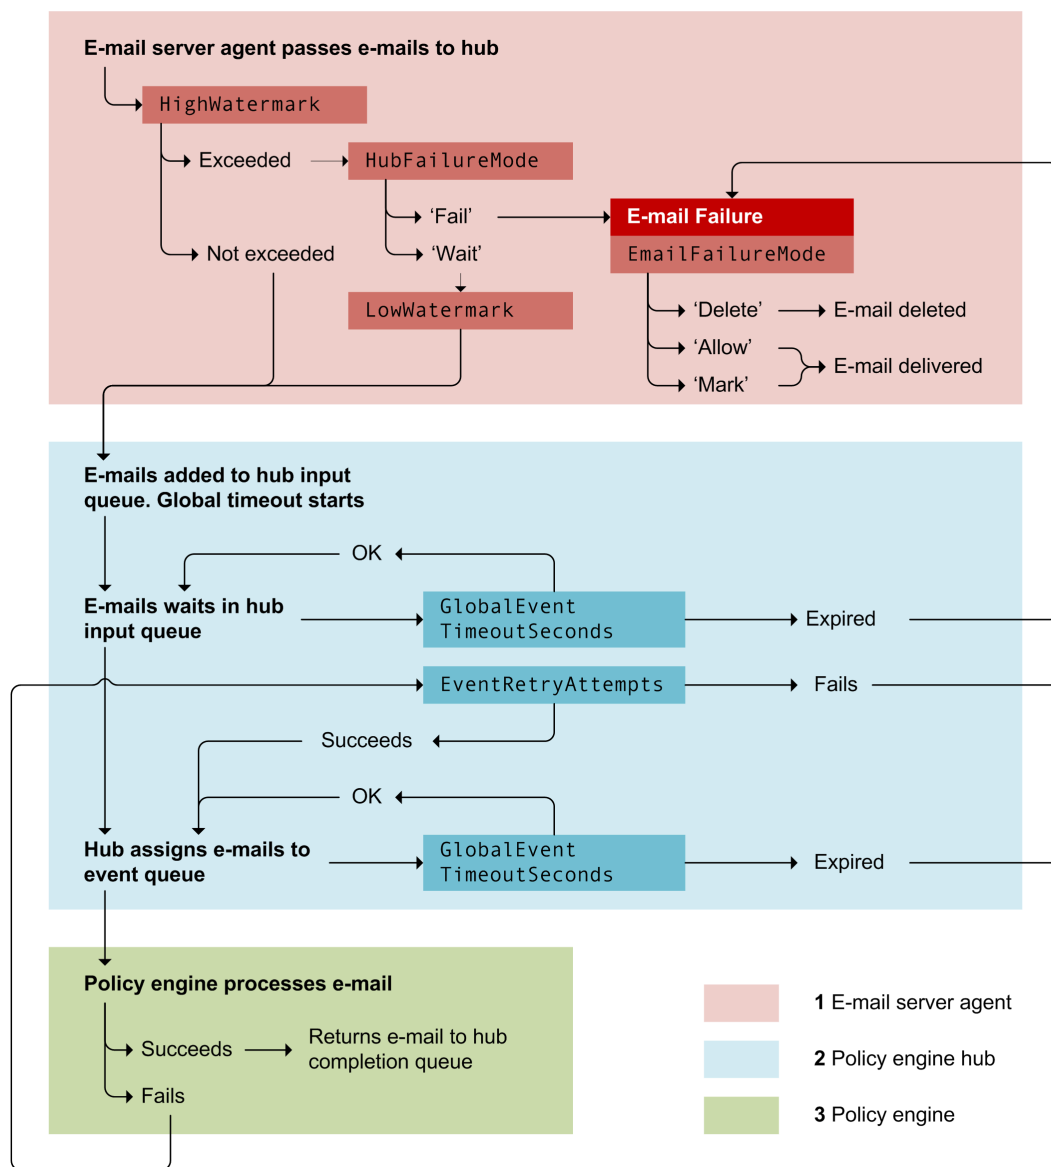 E-mail server agent passes e-mails to hub
HighWatermark
Exceeded
HubFailureMode
‘Fail’
E-mail Failure
Not exceeded
‘Wait’
EmailFailureMode
LowWatermark
‘Delete’
E-mail deleted
‘Allow’
E-mail delivered
‘Mark’
E-mails added to hub input
queue. Global timeout starts
OK
E-mails waits in hub
input queue
GlobalEvent
TimeoutSeconds
Expired
EventRetryAttempts
Fails
Succeeds
OK
Hub assigns e-mails to
event queue
GlobalEvent
TimeoutSeconds
Expired
Policy engine processes e-mail
Succeeds
Returns e-mail to hub
completion queue
Fails
1 E-mail server agent
2 Policy engine hub
3 Policy engine